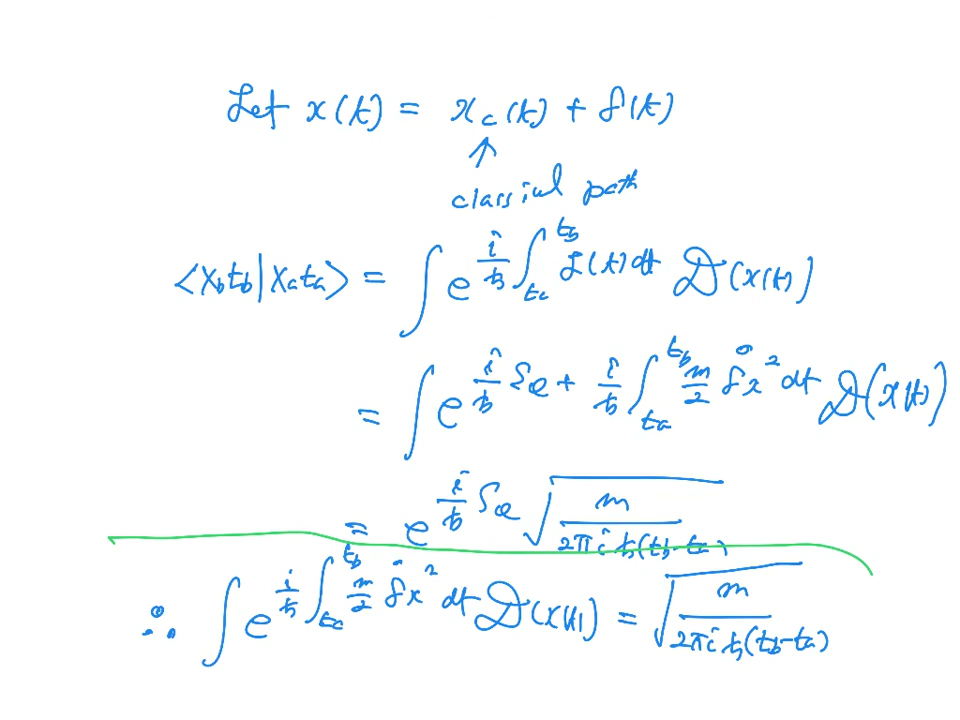 Let x(t) = x_c(t) + δ(t)
↑
classical path
<x_b t_b | x_a t_a> = ∫ e^{i/ħ ∫_{t_a}^{t_b} L(t) dt} D(x(t))
= ∫ e^{i/ħ S_cl + i/ħ ∫_{t_a}^{t_b} m/2 δẋ² dt} D(x(t))
= e^{i/ħ S_cl} √(m / 2πiħ(t_b-t_a))
∴ ∫ e^{i/ħ ∫_{t_a}^{t_b} m/2 δẋ² dt} D(x(t)) = √(m / 2πiħ(t_b-t_a))